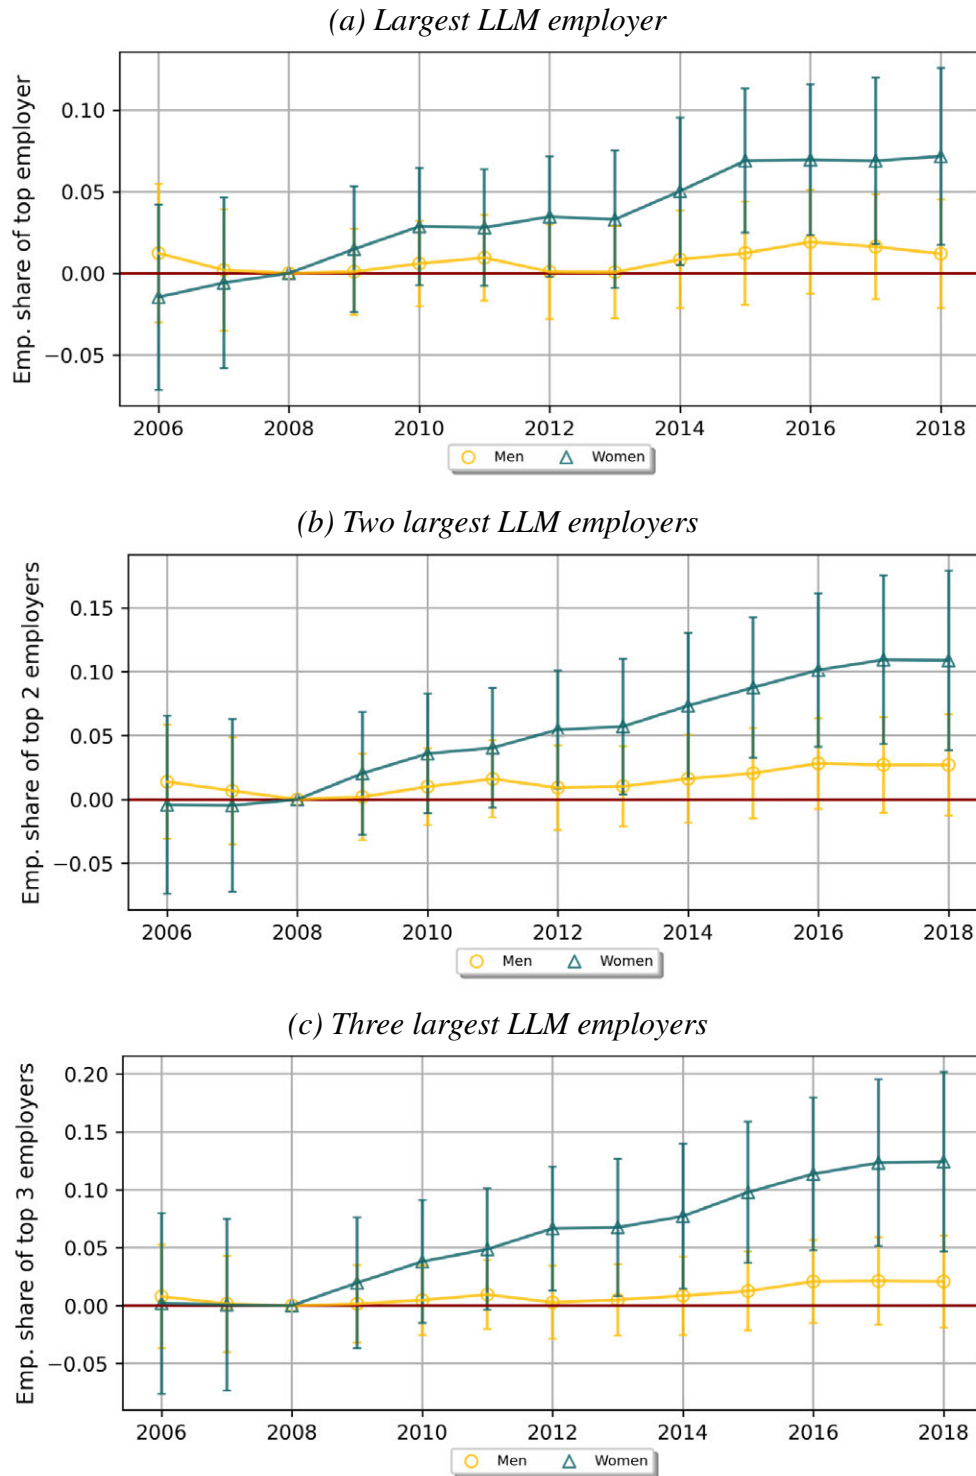 (a) Largest LLM employer
Emp. share of top employer
0.10
0.05
0.00
−0.05
2006 2008 2010 2012 2014 2016 2018
Men Women
(b) Two largest LLM employers
Emp. share of top 2 employers
0.15
0.10
0.05
0.00
−0.05
2006 2008 2010 2012 2014 2016 2018
Men Women
(c) Three largest LLM employers
Emp. share of top 3 employers
0.20
0.15
0.10
0.05
0.00
−0.05
2006 2008 2010 2012 2014 2016 2018
Men Women